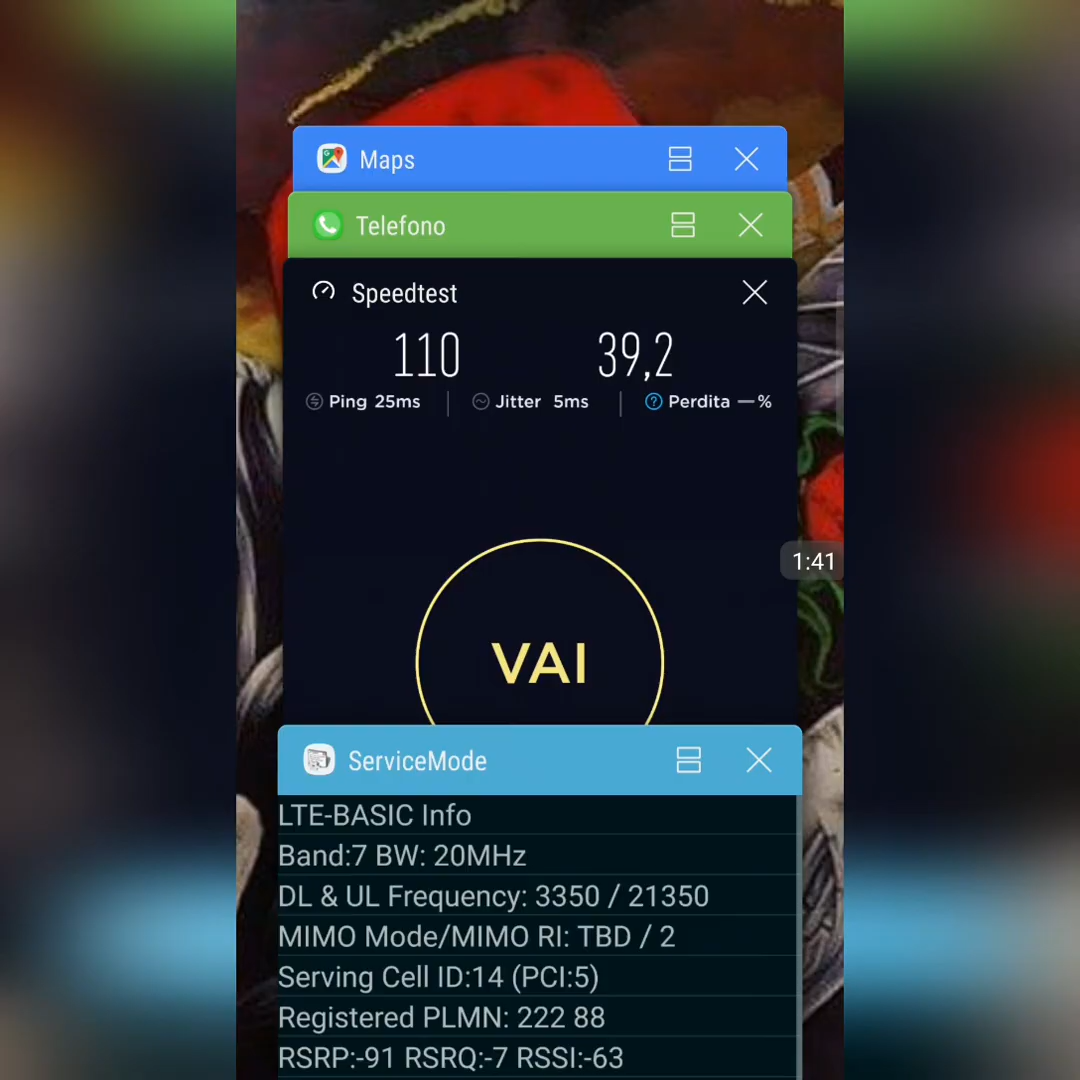 Maps
Telefono
Speedtest
110 39,2
Ping 25ms Jitter 5ms Perdita —%
1:41
VAI
ServiceMode
LTE-BASIC Info
Band:7 BW: 20MHz
DL & UL Frequency: 3350 / 21350
MIMO Mode/MIMO RI: TBD / 2
Serving Cell ID:14 (PCI:5)
Registered PLMN: 222 88
RSRP:-91 RSRQ:-7 RSSI:-63